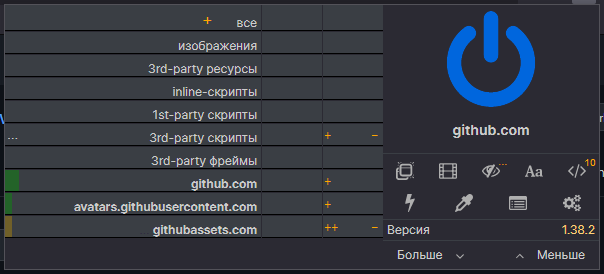 + все
изображения
3rd-party ресурсы
inline-скрипты
1st-party скрипты
... 3rd-party скрипты + −
3rd-party фреймы
github.com +
avatars.githubusercontent.com +
githubassets.com ++ −
github.com
...
Aa
</> 10
Версия 1.38.2
Больше Меньше